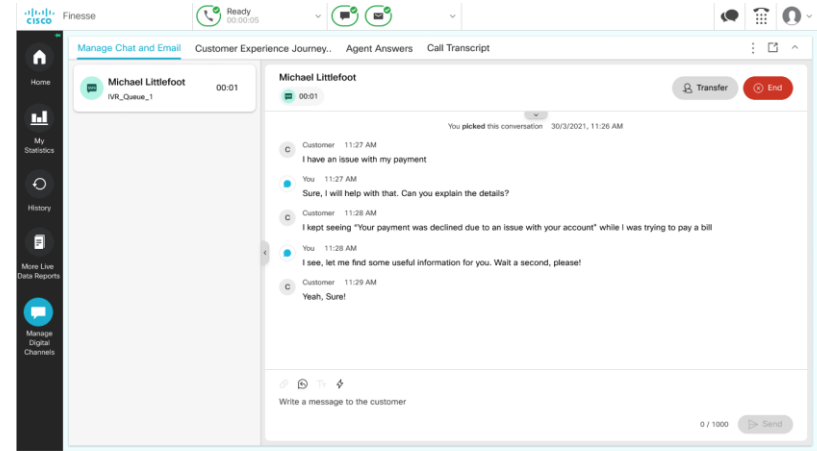 cisco Finesse
Ready
00:00:05
Manage Chat and Email Customer Experience Journey.. Agent Answers Call Transcript
Home
My
Statistics
History
More Live
Data Reports
Manage
Digital
Channels
Michael Littlefoot
IVR_Queue_1
00:01
Michael Littlefoot
00:01
Transfer
End
You picked this conversation 30/3/2021, 11:26 AM
C Customer 11:27 AM
I have an issue with my payment
You 11:27 AM
Sure, I will help with that. Can you explain the details?
C Customer 11:28 AM
I kept seeing “Your payment was declined due to an issue with your account” while I was trying to pay a bill
You 11:28 AM
I see, let me find some useful information for you. Wait a second, please!
C Customer 11:29 AM
Yeah, Sure!
Tr
Write a message to the customer
0 / 1000 Send